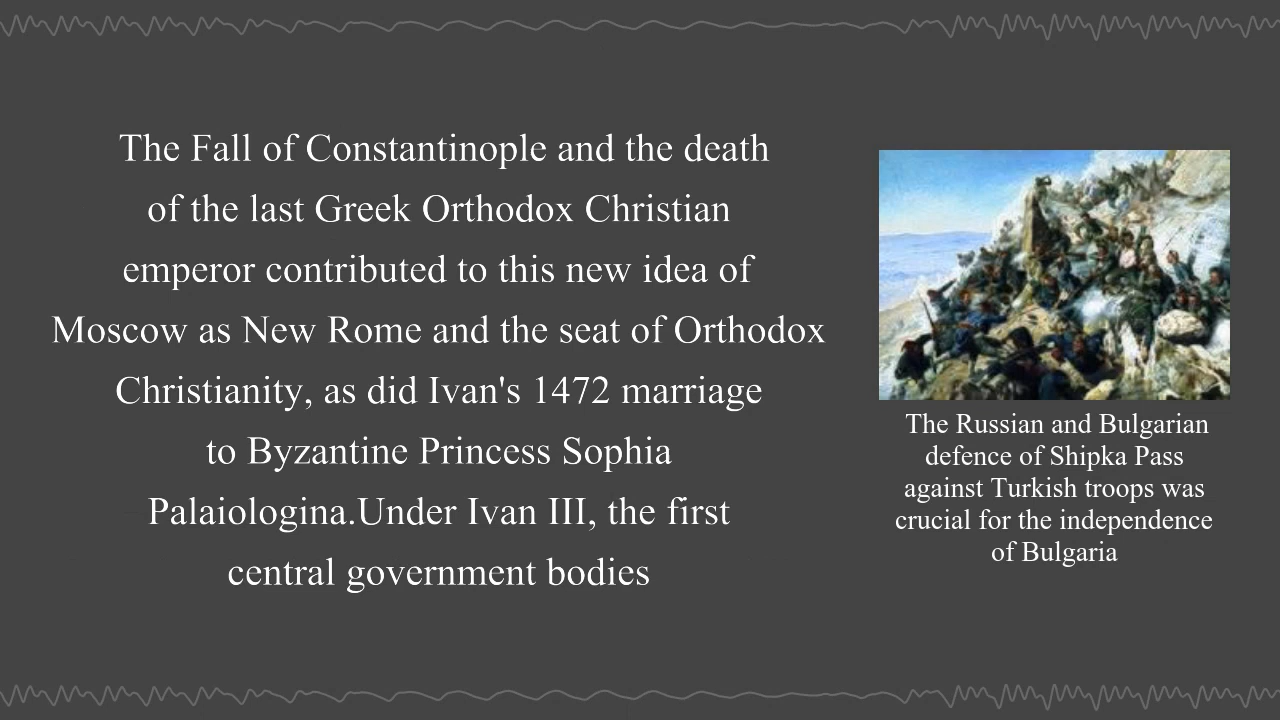 The Fall of Constantinople and the death
of the last Greek Orthodox Christian
emperor contributed to this new idea of
Moscow as New Rome and the seat of Orthodox
Christianity, as did Ivan's 1472 marriage
to Byzantine Princess Sophia
Palaiologina.Under Ivan III, the first
central government bodies
The Russian and Bulgarian
defence of Shipka Pass
against Turkish troops was
crucial for the independence
of Bulgaria